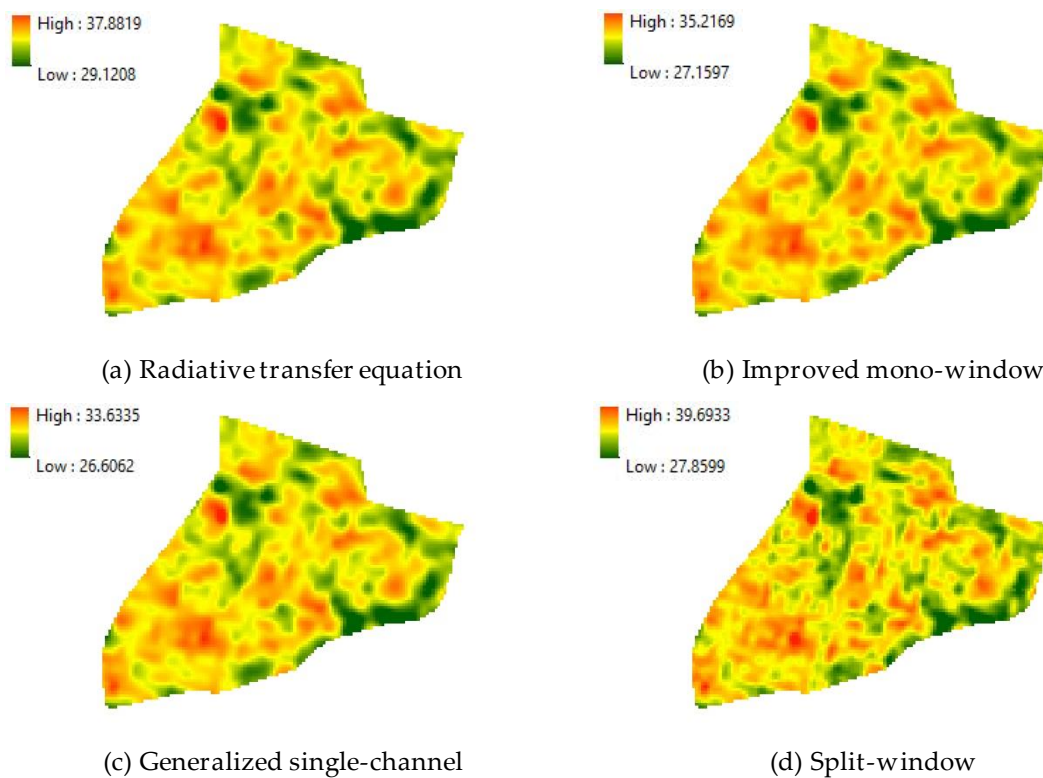 High : 37.8819
Low : 29.1208
High : 35.2169
Low : 27.1597
(a) Radiative transfer equation
(b) Improved mono-window
High : 33.6335
Low : 26.6062
High : 39.6933
Low : 27.8599
(c) Generalized single-channel
(d) Split-window